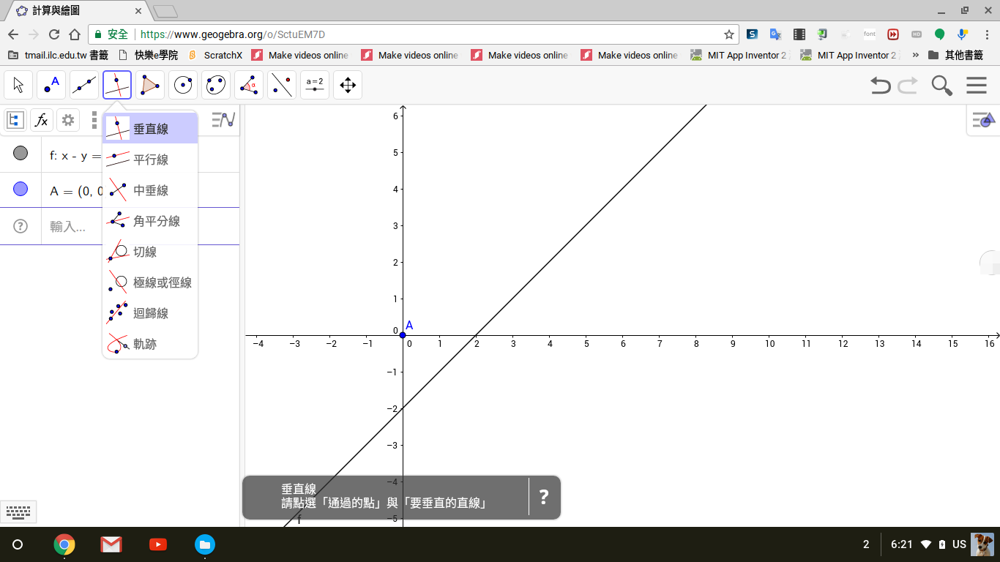 計算與繪圖
安全 https://www.geogebra.org/o/SctuEM7D
tmail.ilc.edu.tw 書籤 快樂e學院 ScratchX Make videos online Make videos online Make videos online Make videos online MIT App Inventor 2 MIT App Inventor 2 » 其他書籤
A α a=2
fx
垂直線
平行線
中垂線
角平分線
切線
極線或徑線
迴歸線
軌跡
f: x - y =
A = (0, 0
輸入...
6
5
4
3
2
1
0
A
−4 −3 −2 −1 0 1 2 3 4 5 6 7 8 9 10 11 12 13 14 15 16
−1
−2
−3
−4
−5
f
垂直線
請點選「通過的點」與「要垂直的直線」
?
2 6:21 US